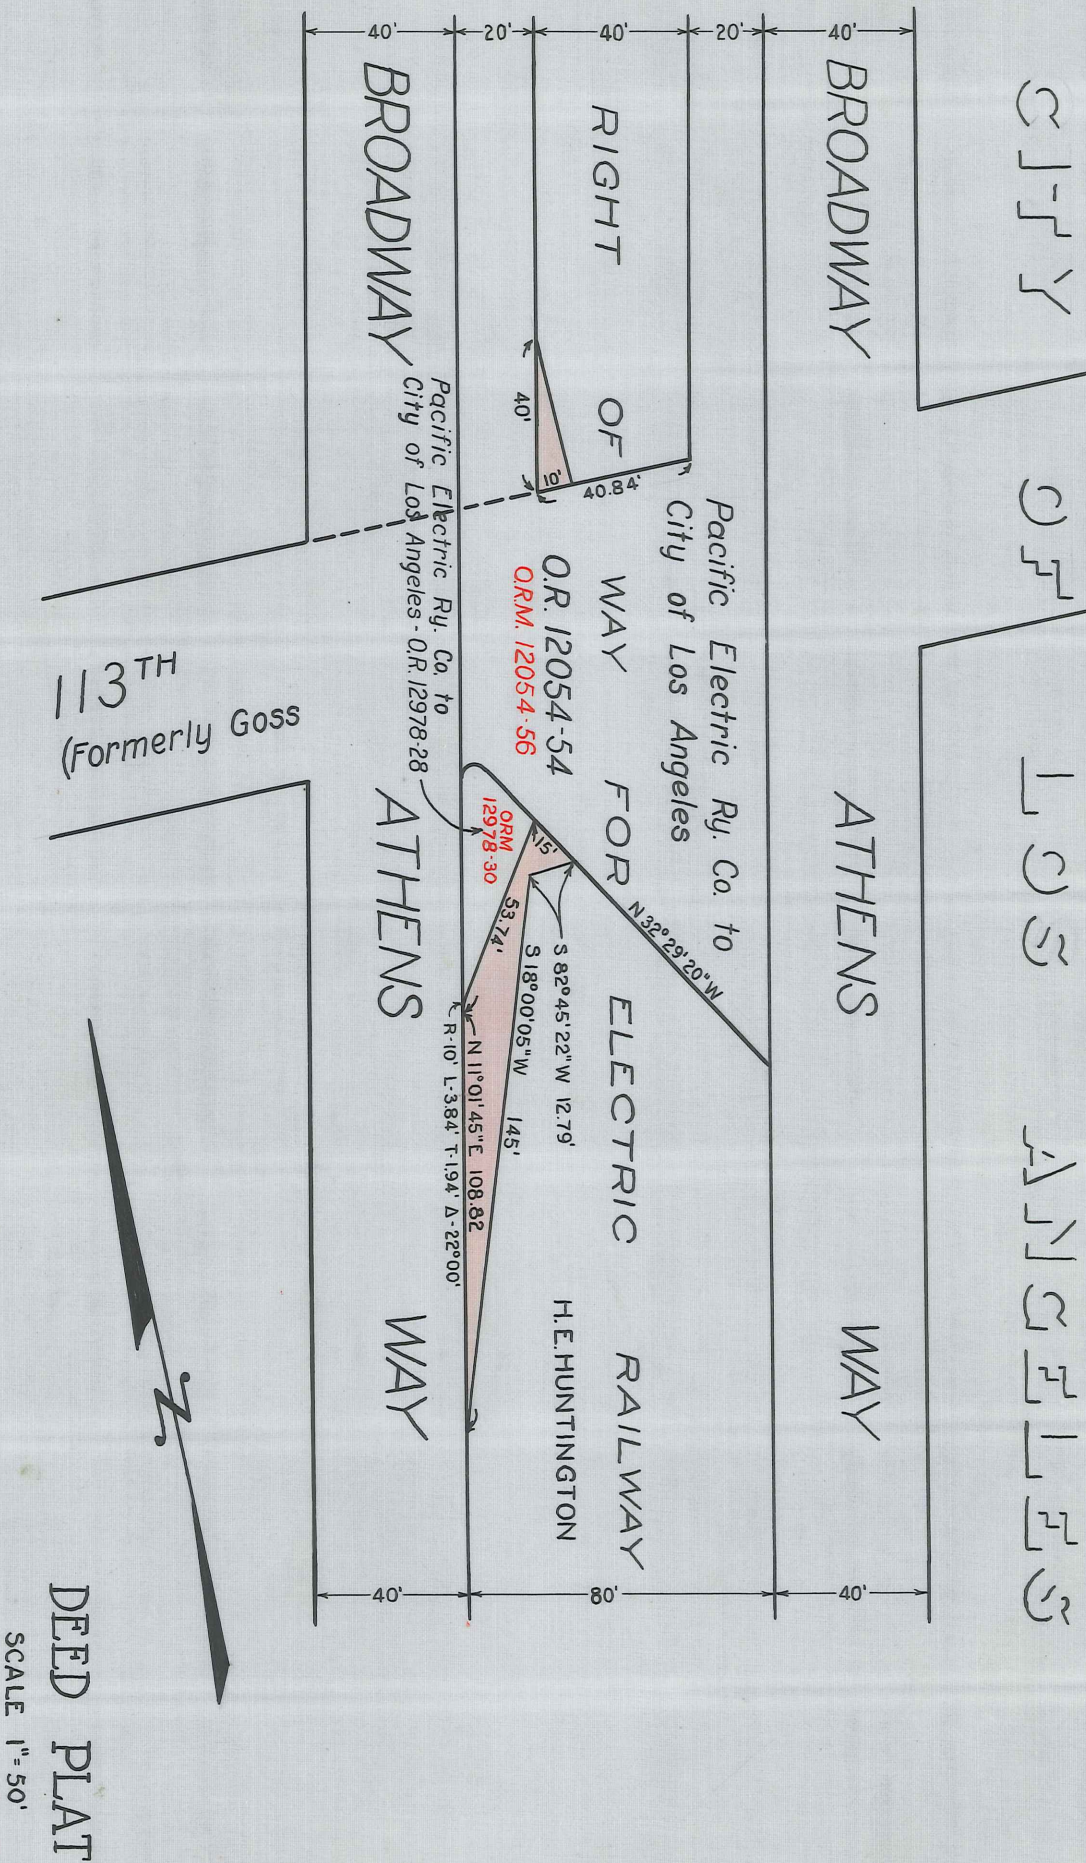 CITY OF LOS ANGELES
40'
20'
40'
20'
40'
BROADWAY
ATHENS
WAY
Pacific Electric Ry. Co. to
City of Los Angeles
RIGHT OF WAY FOR ELECTRIC RAILWAY
H.E. HUNTINGTON
40'
10'
40.84'
O.R. 12054-54
O.R.M. 12054-56
N 32°29'20"W
15'
S 82°45'22"W 12.79'
S 18°00'05"W 145'
53.74'
N 11°01'45"E 108.82
R-10' L-3.84' T-1.94' Δ-22°00'
ORM
12978-30
Pacific Electric Ry. Co. to
City of Los Angeles - O.R. 12978-28
BROADWAY
ATHENS
WAY
40'
80'
40'
113TH
(Formerly Goss
N
DEED PLAT
SCALE 1"=50'